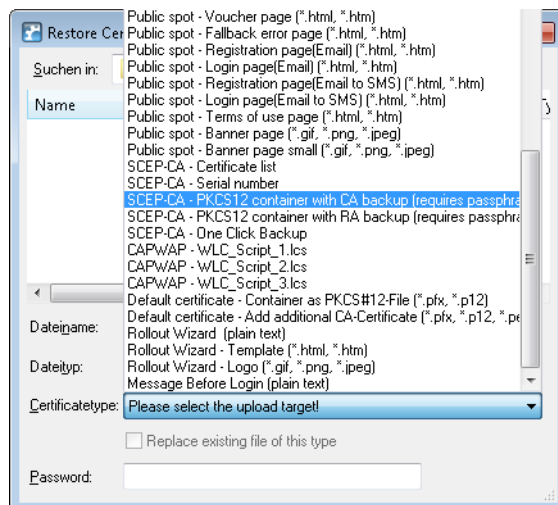 Public spot - Voucher page (*.html, *.htm)
Restore Cer
Public spot - Fallback error page (*.html, *.htm)
Public spot - Registration page(Email) (*.html, *.htm)
Suchen in:
Public spot - Login page(Email) (*.html, *.htm)
Public spot - Registration page(Email to SMS) (*.html, *.htm)
Name
Public spot - Login page(Email to SMS) (*.html, *.htm)
Public spot - Terms of use page (*.html, *.htm)
Public spot - Banner page (*.gif, *.png, *.jpeg)
Public spot - Banner page small (*.gif, *.png, *.jpeg)
SCEP-CA - Certificate list
SCEP-CA - Serial number
SCEP-CA - PKCS12 container with CA backup (requires passphra
SCEP-CA - PKCS12 container with RA backup (requires passphra
SCEP-CA - One Click Backup
CAPWAP - WLC_Script_1.lcs
CAPWAP - WLC_Script_2.lcs
CAPWAP - WLC_Script_3.lcs
Default certificate - Container as PKCS#12-File (*.pfx, *.p12)
Default certificate - Add additional CA-Certificate (*.pfx, *.p12, *.pe
Dateiname:
Rollout Wizard (plain text)
Rollout Wizard - Template (*.html, *.htm)
Dateityp:
Rollout Wizard - Logo (*.gif, *.png, *.jpeg)
Message Before Login (plain text)
Certificatetype:
Please select the upload target!
Replace existing file of this type
Password: